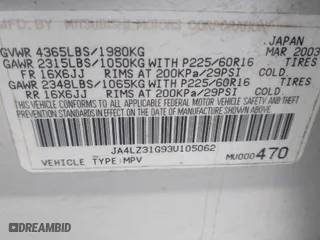 JAPAN
GVWR 4365LBS/1980KG MAR 2003
GAWR 2315LBS/1050KG WITH P225/60R16 TIRES
FR 16X6JJ RIMS AT 200KPa/29PSI COLD
GAWR 2348LBS/1065KG WITH P225/60R16 TIRES
RR 16X6JJ RIMS AT 200KPa/29PSI COLD.
THIS VEHICLE CONFORMS TO ALL APPLICABLE
FEDERAL MOTOR VEHICLE SAFETY AND THEFT
PREVENTION STANDARDS IN EFFECT ON THE
DATE OF MANUFACTURE SHOWN ABOVE.
JA4LZ31G93U105062
VEHICLE TYPE: MPV
MU000470
DRIVEDSTATUS.COM